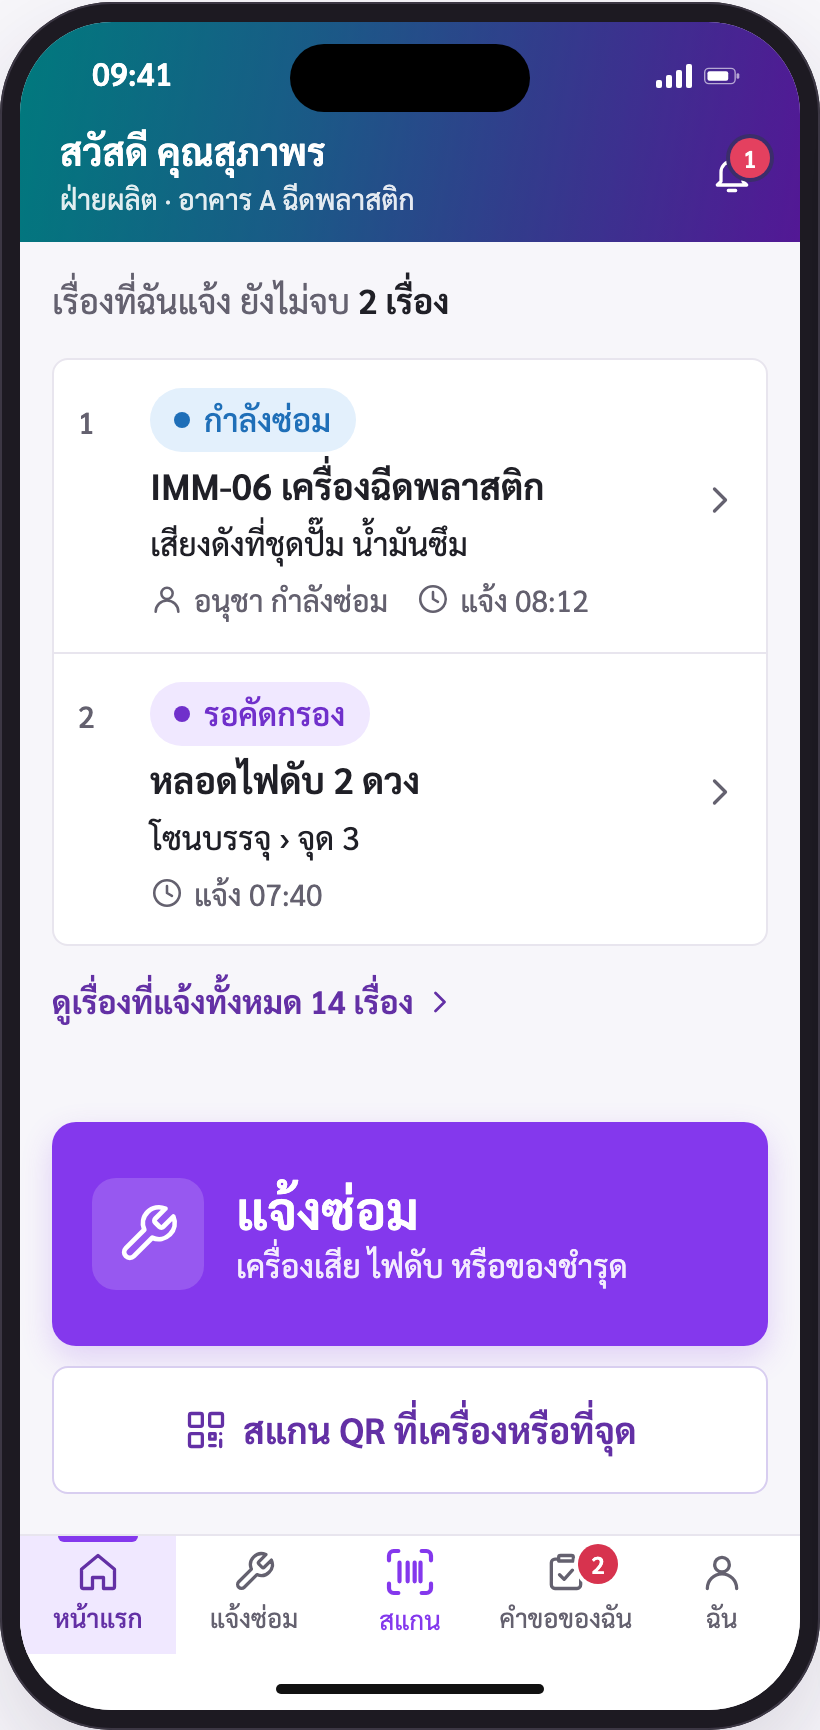 09:41
สวัสดี คุณสุภาพร
1
ฝ่ายผลิต · อาคาร A ฉีดพลาสติก
เรื่องที่ฉันแจ้ง ยังไม่จบ 2 เรื่อง
1
กำลังซ่อม
IMM-06 เครื่องฉีดพลาสติก
เสียงดังที่ชุดปั๊ม น้ำมันซึม
อนุชา กำลังซ่อม แจ้ง 08:12
2
รอคัดกรอง
หลอดไฟดับ 2 ดวง
โซนบรรจุ › จุด 3
แจ้ง 07:40
ดูเรื่องที่แจ้งทั้งหมด 14 เรื่อง
แจ้งซ่อม
เครื่องเสีย ไฟดับ หรือของชำรุด
สแกน QR ที่เครื่องหรือที่จุด
2
หน้าแรก แจ้งซ่อม สแกน คำขอของฉัน ฉัน